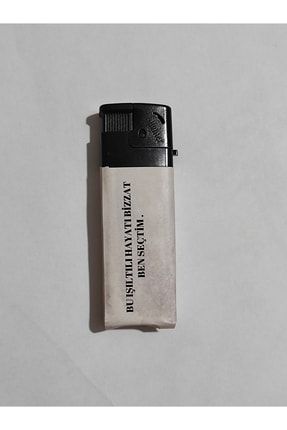 BU IŞILTILI HAYATI BİZZAT
BEN SEÇTİM .